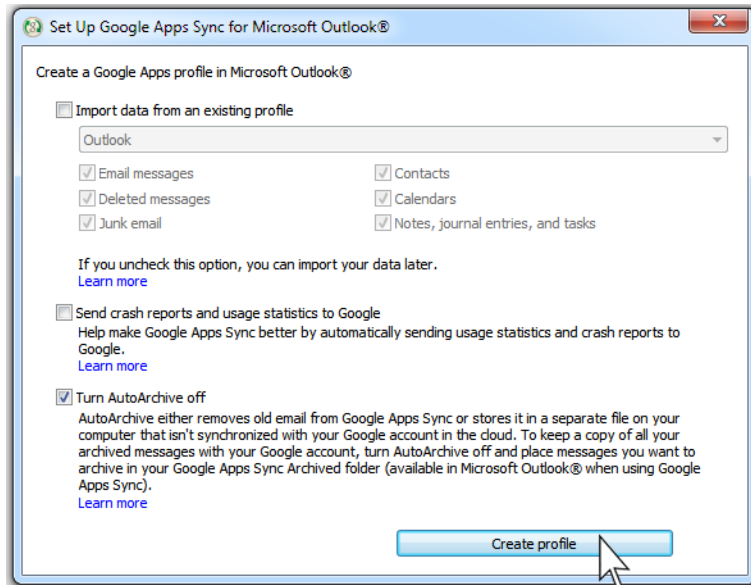 Set Up Google Apps Sync for Microsoft Outlook®
Create a Google Apps profile in Microsoft Outlook®
Import data from an existing profile
Outlook
Email messages
Contacts
Deleted messages
Calendars
Junk email
Notes, journal entries, and tasks
If you uncheck this option, you can import your data later.
Learn more
Send crash reports and usage statistics to Google
Help make Google Apps Sync better by automatically sending usage statistics and crash reports to
Google.
Learn more
Turn AutoArchive off
AutoArchive either removes old email from Google Apps Sync or stores it in a separate file on your
computer that isn't synchronized with your Google account in the cloud. To keep a copy of all your
archived messages with your Google account, turn AutoArchive off and place messages you want to
archive in your Google Apps Sync Archived folder (available in Microsoft Outlook® when using Google
Apps Sync).
Learn more
Create profile